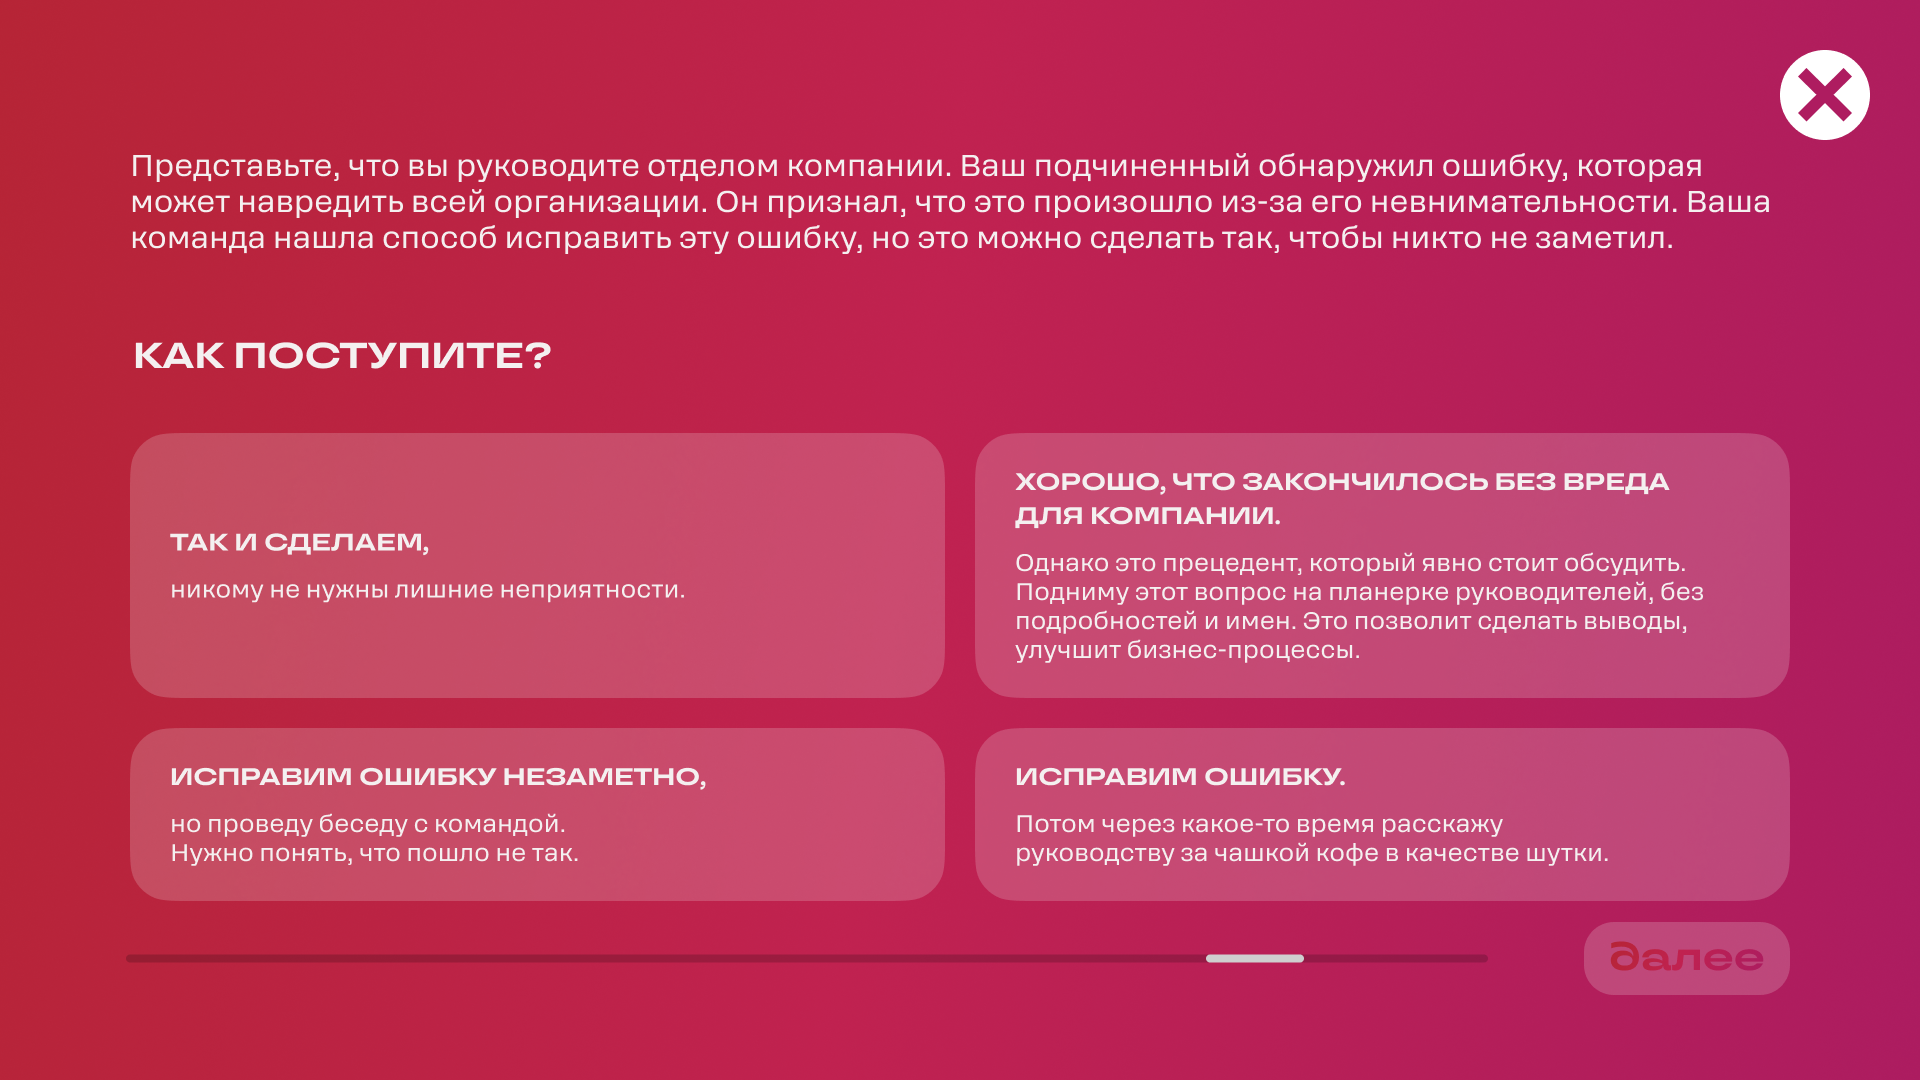 Представьте, что вы руководите отделом компании. Ваш подчиненный обнаружил ошибку, которая
может навредить всей организации. Он признал, что это произошло из-за его невнимательности. Ваша
команда нашла способ исправить эту ошибку, но это можно сделать так, чтобы никто не заметил.
КАК ПОСТУПИТЕ?
ТАК И СДЕЛАЕМ,
никому не нужны лишние неприятности.
ХОРОШО, ЧТО ЗАКОНЧИЛОСЬ БЕЗ ВРЕДА
ДЛЯ КОМПАНИИ.
Однако это прецедент, который явно стоит обсудить.
Подниму этот вопрос на планерке руководителей, без
подробностей и имен. Это позволит сделать выводы,
улучшит бизнес-процессы.
ИСПРАВИМ ОШИБКУ НЕЗАМЕТНО,
но проведу беседу с командой.
Нужно понять, что пошло не так.
ИСПРАВИМ ОШИБКУ.
Потом через какое-то время расскажу
руководству за чашкой кофе в качестве шутки.
далее